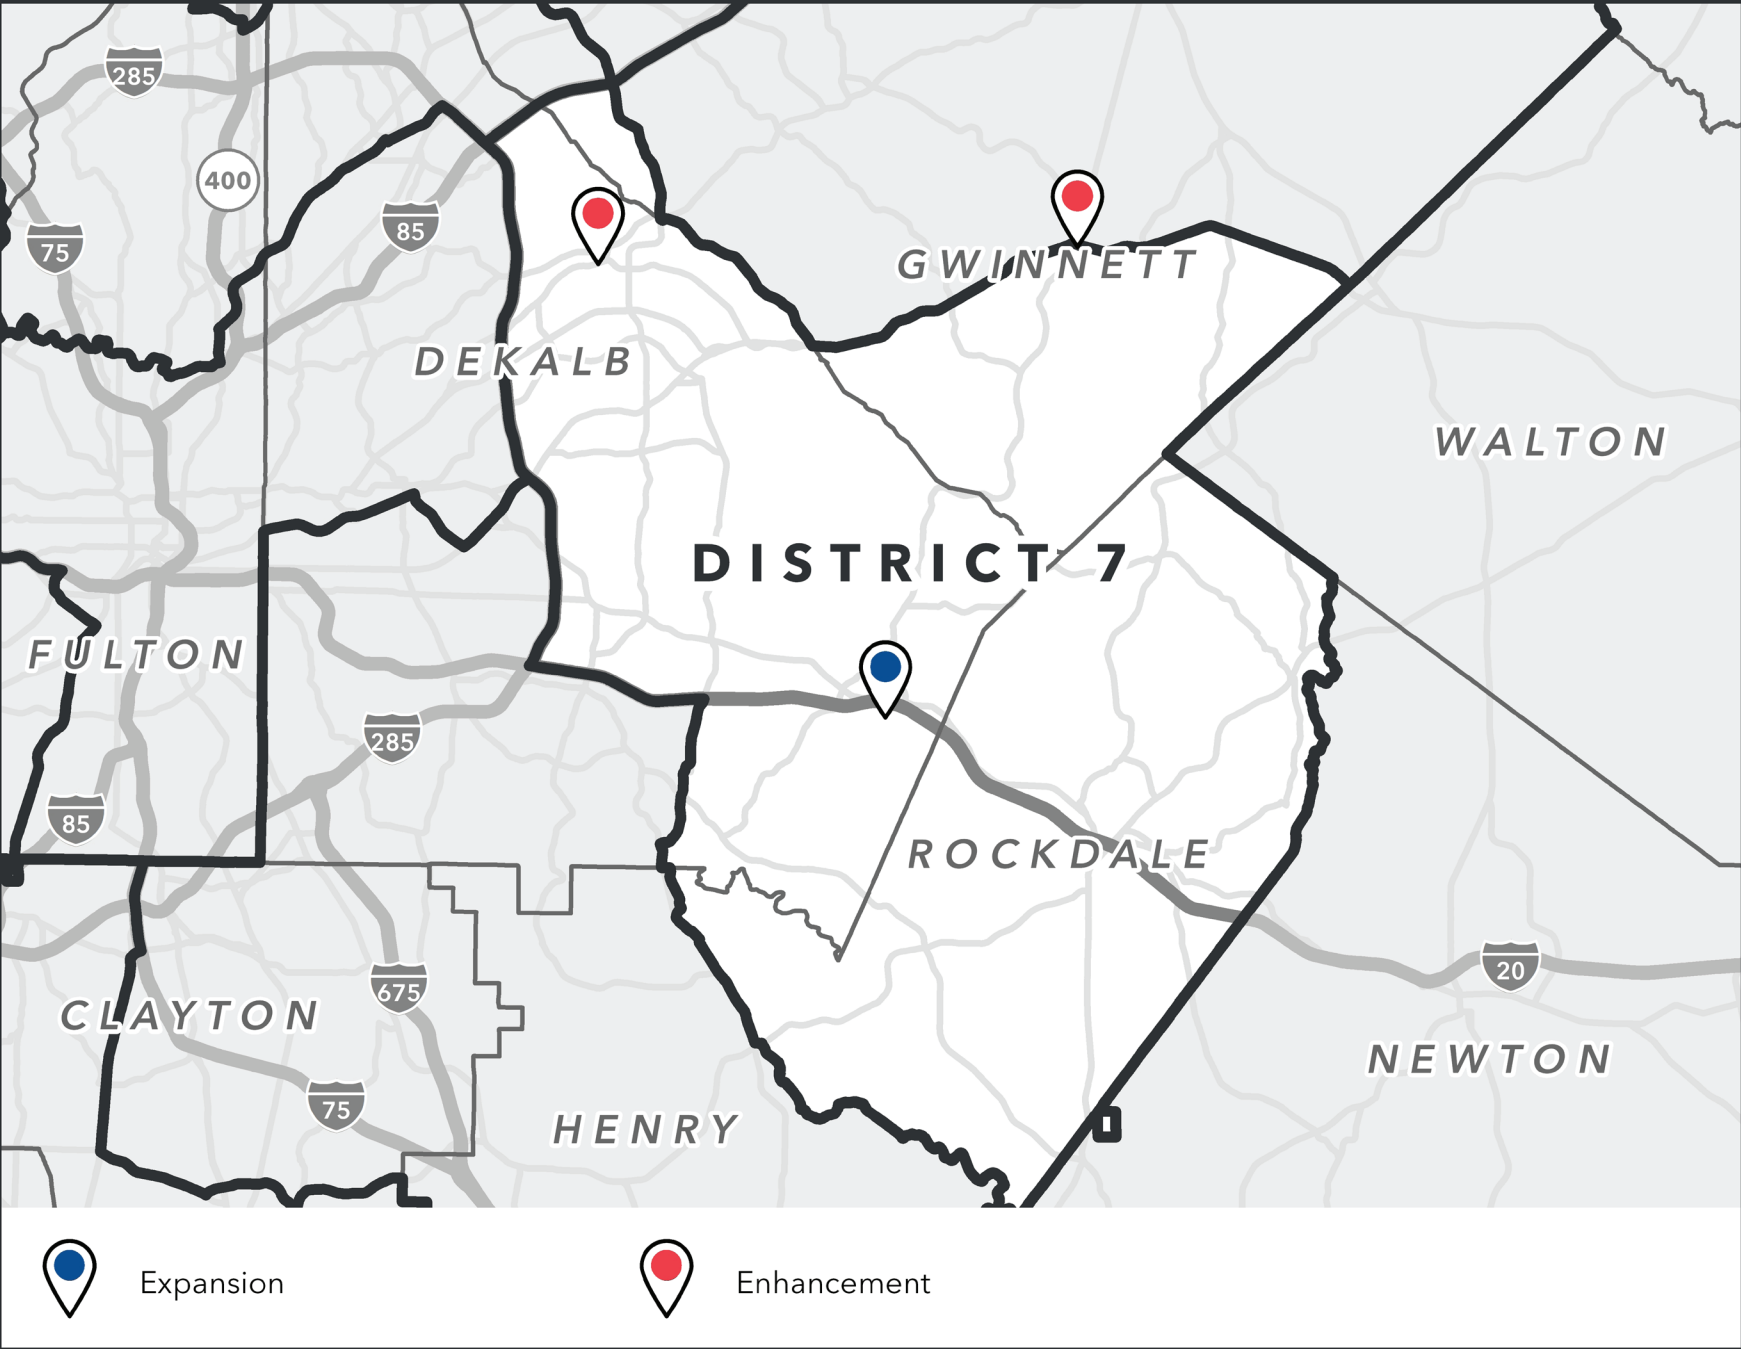 285
400
85
75
GWINNETT
DEKALB
WALTON
DISTRICT 7
FULTON
285
85
ROCKDALE
20
675
CLAYTON
NEWTON
75
HENRY
Expansion
Enhancement